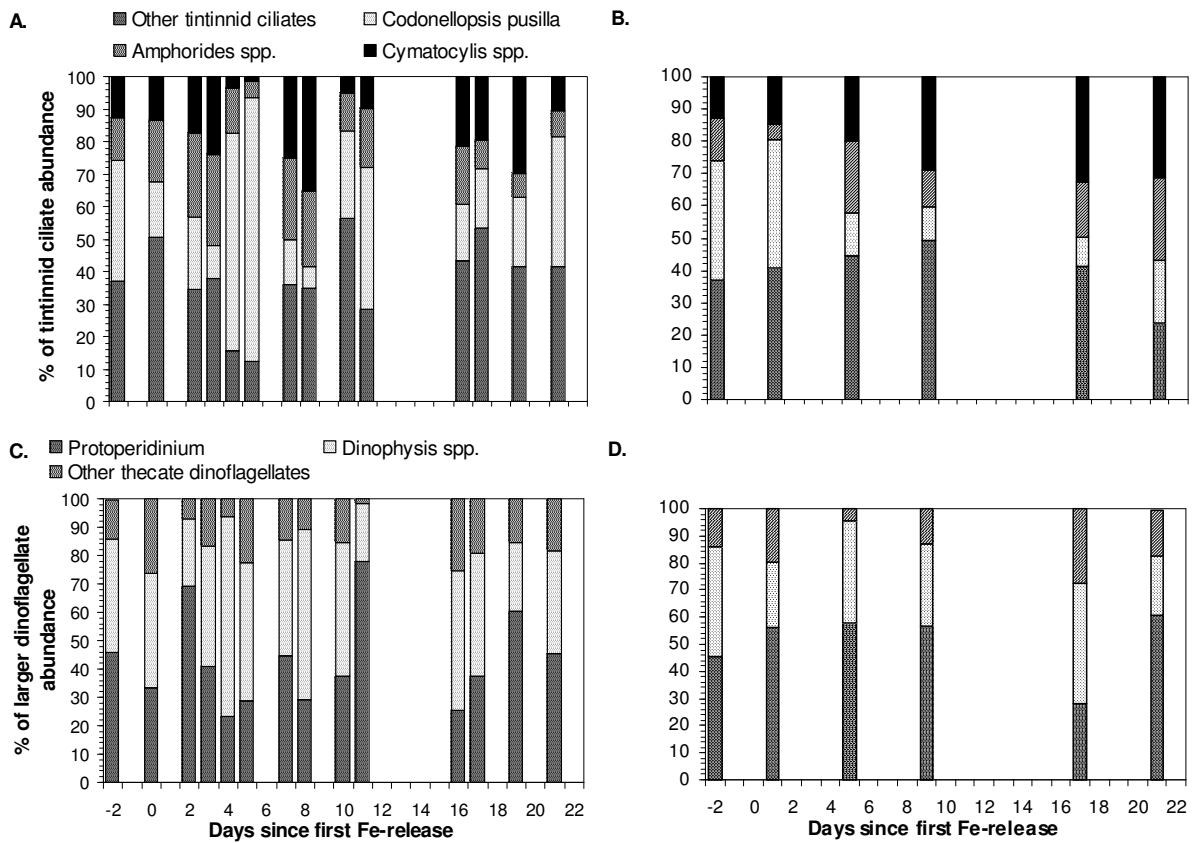 A.
Other tintinnid ciliates
Codonellopsis pusilla
Amphorides spp.
Cymatocylis spp.
% of tintinnid ciliate abundance
100
90
80
70
60
50
40
30
20
10
0
B.
100
90
80
70
60
50
40
30
20
10
0
C.
Protoperidinium
Dinophysis spp.
Other thecate dinoflagellates
% of larger dinoflagellate
abundance
100
90
80
70
60
50
40
30
20
10
0
-2 0 2 4 6 8 10 12 14 16 18 20 22
Days since first Fe-release
D.
100
90
80
70
60
50
40
30
20
10
0
-2 0 2 4 6 8 10 12 14 16 18 20 22
Days since first Fe-release